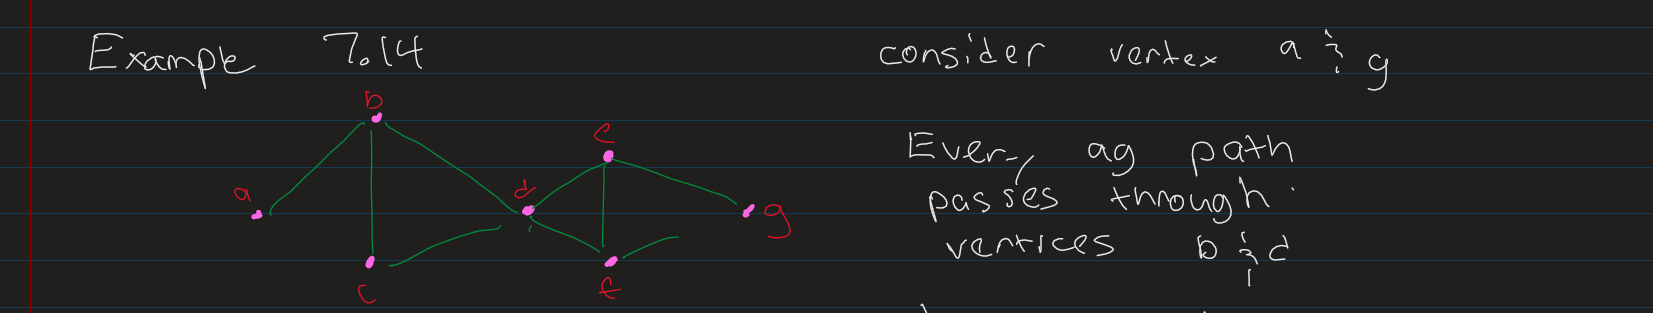 Example 7.14
consider vertex a & g
b
e
Every ag path
a
d
passes through
g
vertices b & d
c
f